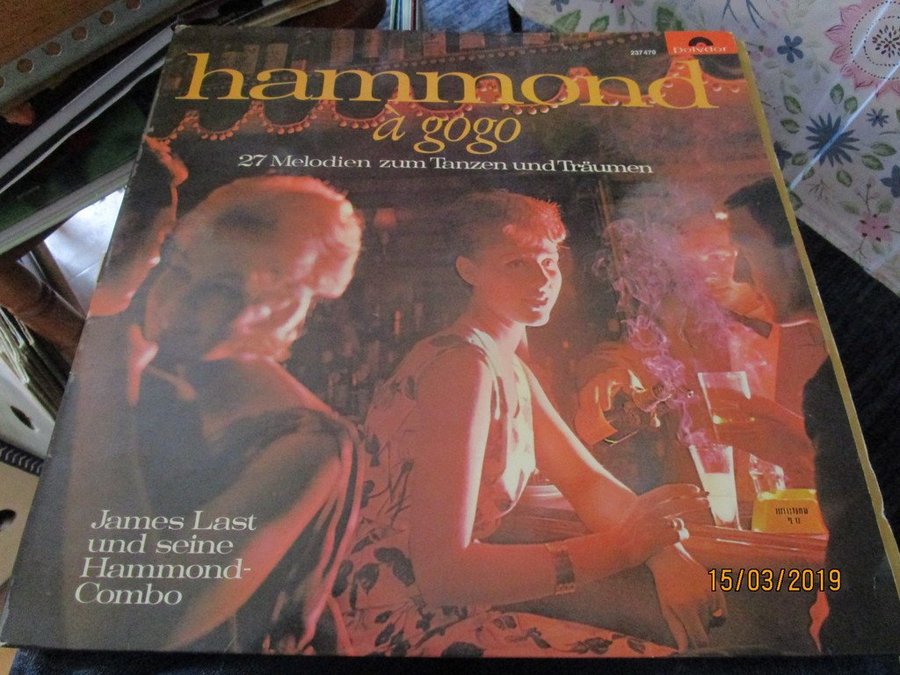 237 470
Polydor
hammond
a gogo
27 Melodien zum Tanzen und Träumen
James Last
und seine
Hammond-
Combo
15/03/2019